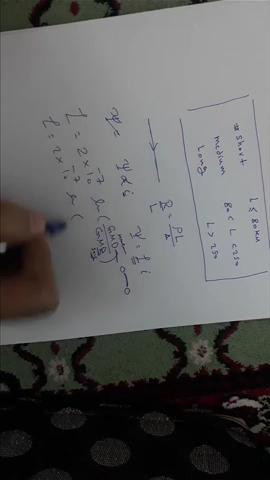 short L ≤ 80km
medium 80 < L < 250
Long L > 250
R = ρL/A
L
ψ = ψ α i ψ = L i
L = 2 × 10⁻⁷ ln (GMD/GMR)
L = 2 × 10⁻⁷ ln (